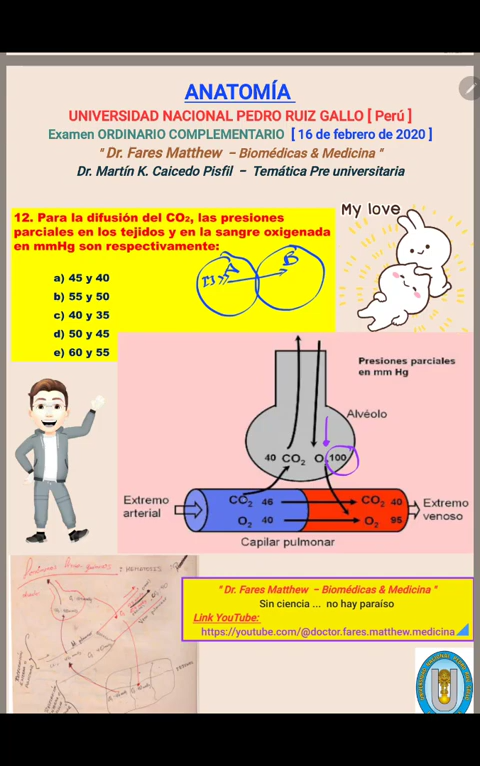 ANATOMÍA
UNIVERSIDAD NACIONAL PEDRO RUIZ GALLO [ Perú ]
Examen ORDINARIO COMPLEMENTARIO [ 16 de febrero de 2020 ]
" Dr. Fares Matthew – Biomédicas & Medicina "
Dr. Martín K. Caicedo Pisfil – Temática Pre universitaria
My love
12. Para la difusión del CO₂, las presiones
parciales en los tejidos y en la sangre oxigenada
en mmHg son respectivamente:
a) 45 y 40
b) 55 y 50
c) 40 y 35
d) 50 y 45
e) 60 y 55
A
B
Presiones parciales
en mm Hg
Alvéolo
40 CO₂ O₂ 100
CO₂ 46
CO₂ 40
O₂ 40
O₂ 95
Extremo
arterial
Extremo
venoso
Capilar pulmonar
" Dr. Fares Matthew – Biomédicas & Medicina "
Sin ciencia ... no hay paraíso
Link YouTube:
https://youtube.com/@doctor.fares.matthew.medicina